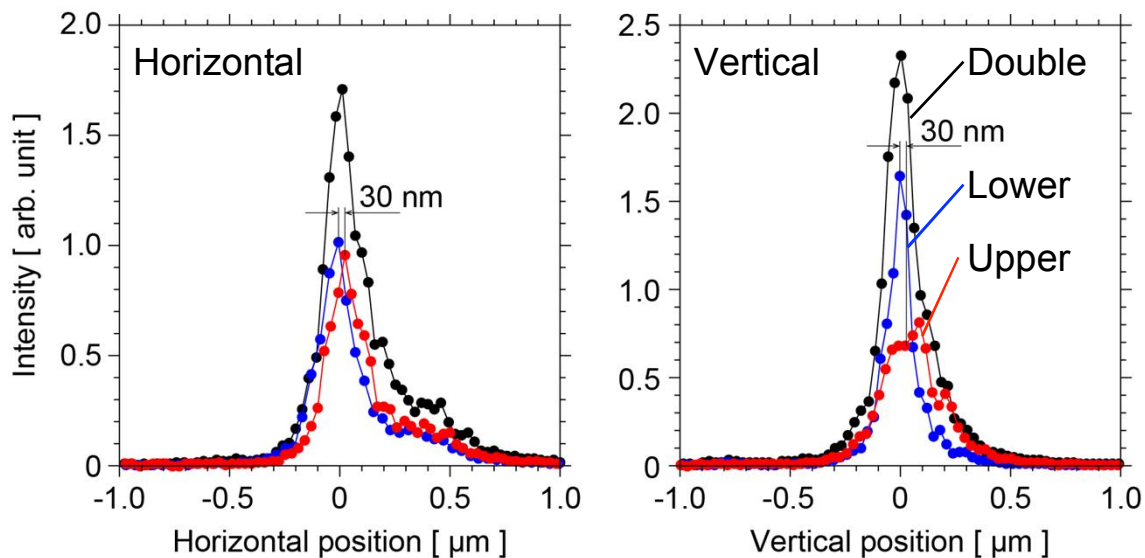 Horizontal
Intensity [ arb. unit ]
2.0
1.5
1.0
0.5
0
30 nm
-1.0
-0.5
0
0.5
1.0
Horizontal position [ µm ]
Vertical
Double
Lower
Upper
2.5
2.0
1.5
1.0
0.5
0
30 nm
-1.0
-0.5
0
0.5
1.0
Vertical position [ µm ]